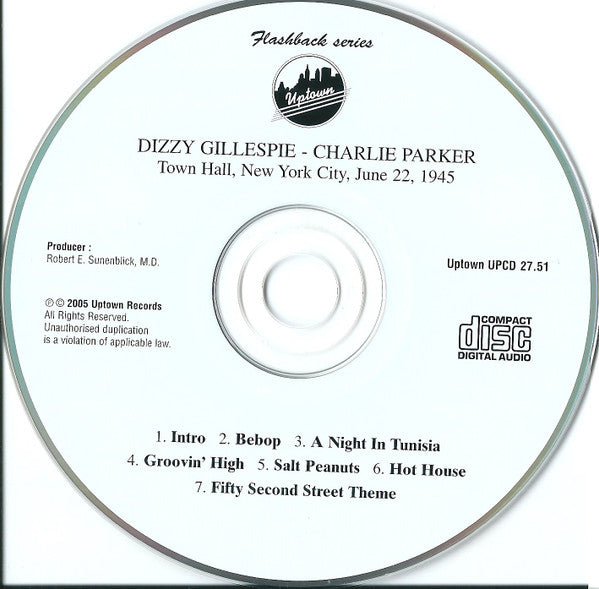 Flashback series
Uptown
DIZZY GILLESPIE - CHARLIE PARKER
Town Hall, New York City, June 22, 1945
Producer :
Robert E. Sunenblick, M.D.
Uptown UPCD 27.51
℗ © 2005 Uptown Records
All Rights Reserved.
Unauthorised duplication
is a violation of applicable law.
COMPACT
disc
DIGITAL AUDIO
1. Intro 2. Bebop 3. A Night In Tunisia
4. Groovin' High 5. Salt Peanuts 6. Hot House
7. Fifty Second Street Theme